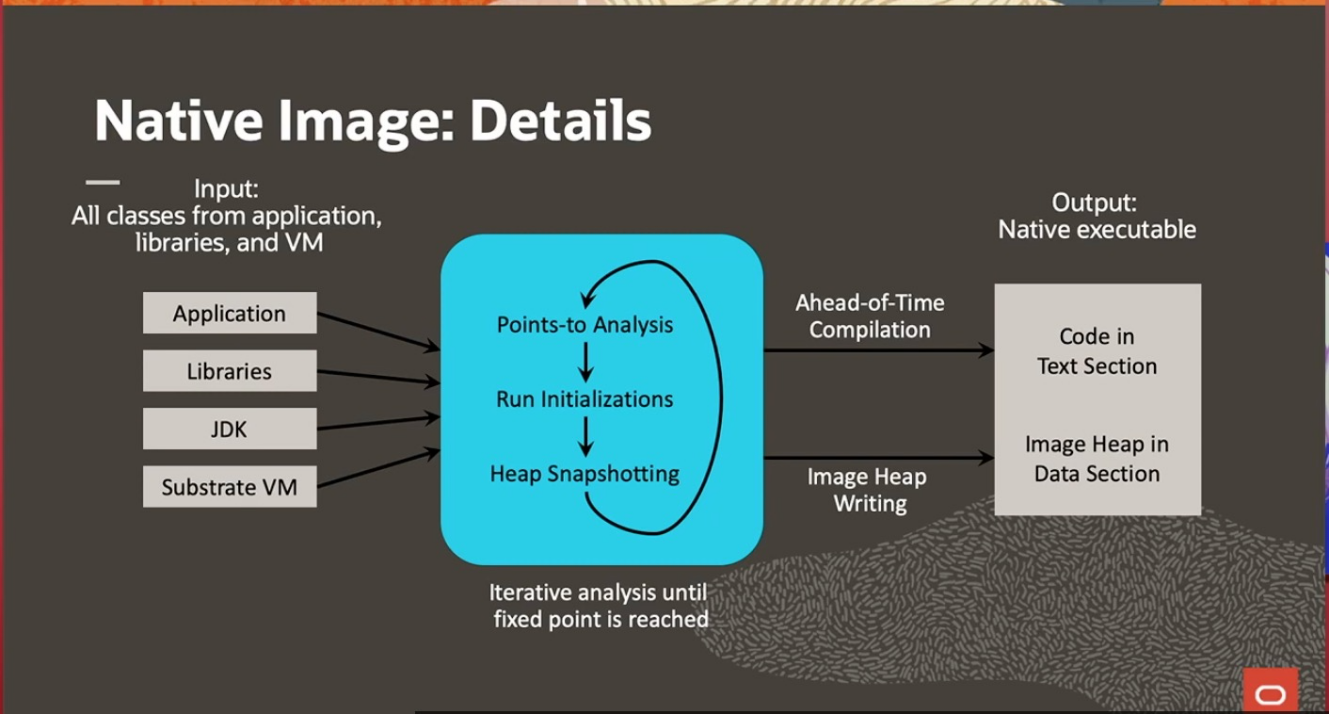 Native Image: Details
Input:
All classes from application,
libraries, and VM
Application
Libraries
JDK
Substrate VM
Points-to Analysis
Run Initializations
Heap Snapshotting
Iterative analysis until
fixed point is reached
Ahead-of-Time
Compilation
Image Heap
Writing
Output:
Native executable
Code in
Text Section
Image Heap in
Data Section